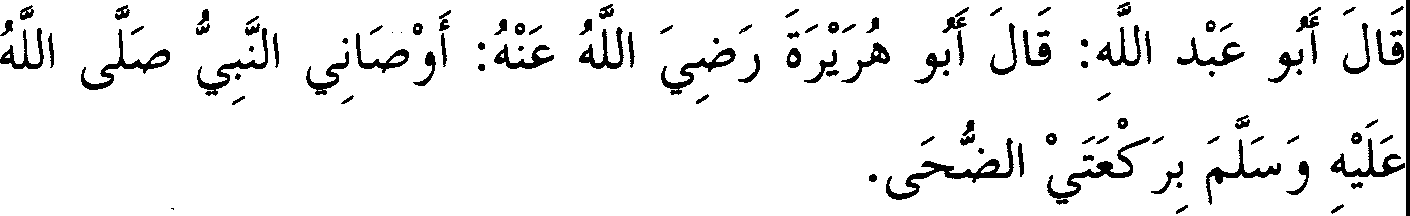 قَالَ أَبُو عَبْد اللَّهِ: قَالَ أَبُو هُرَيْرَةَ رَضِيَ اللَّهُ عَنْهُ: أَوْصَانِي النَّبِيُّ صَلَّى اللَّهُ
عَلَيْهِ وَسَلَّمَ بِرَكْعَتَيْ الضُّحَى.